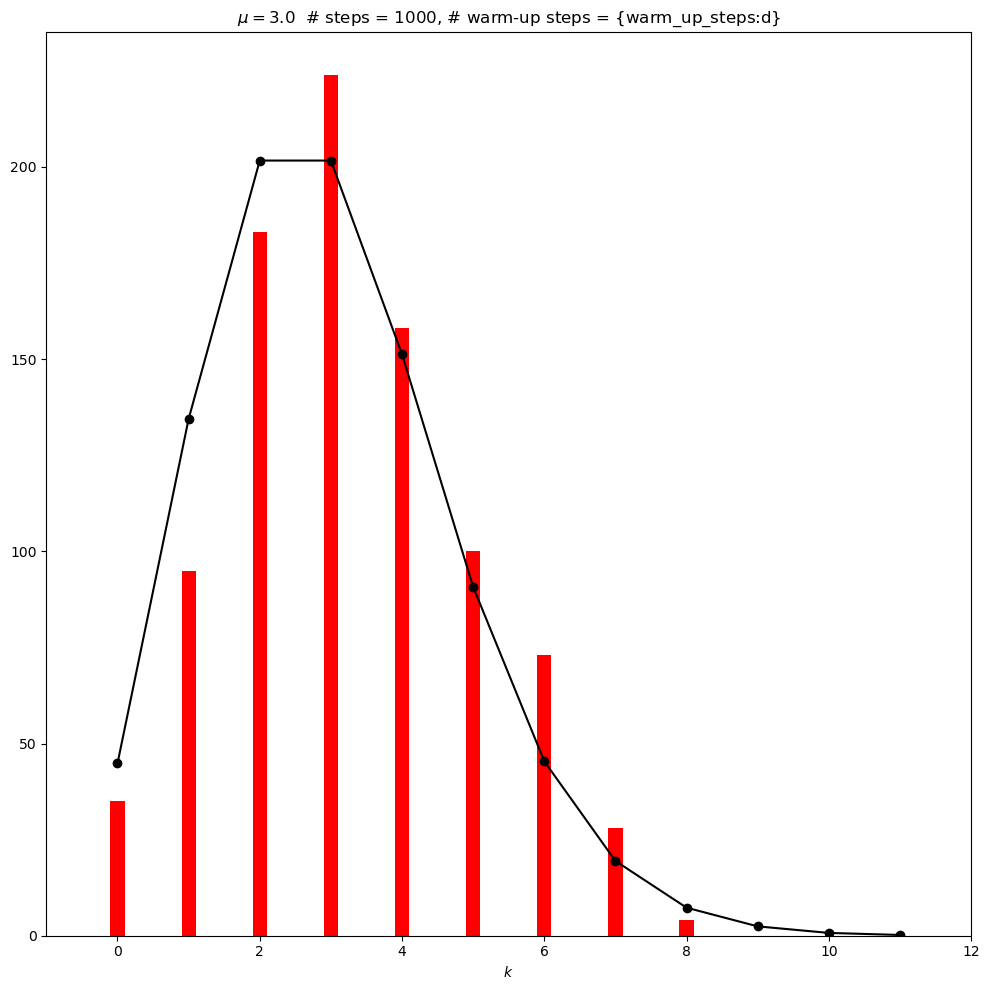 μ = 3.0 # steps = 1000, # warm-up steps = {warm_up_steps:d}
200
150
100
50
0
0 2 4 6 8 10 12
k